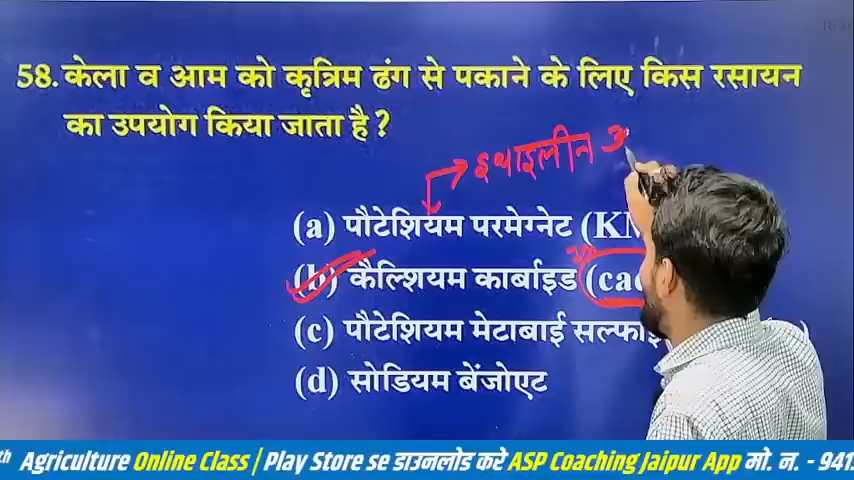 58. केला व आम को कृत्रिम ढंग से पकाने के लिए किस रसायन
का उपयोग किया जाता है ?
इथाइलीन
(a) पौटेशियम परमेग्नेट
(b) कैल्शियम कार्बाइड (cac
(c) पौटेशियम मेटाबाई सल्फाइ
(d) सोडियम बेंजोएट
Agriculture Online Class | Play Store se डाउनलोड करे ASP Coaching Jaipur App मो. न. - 941